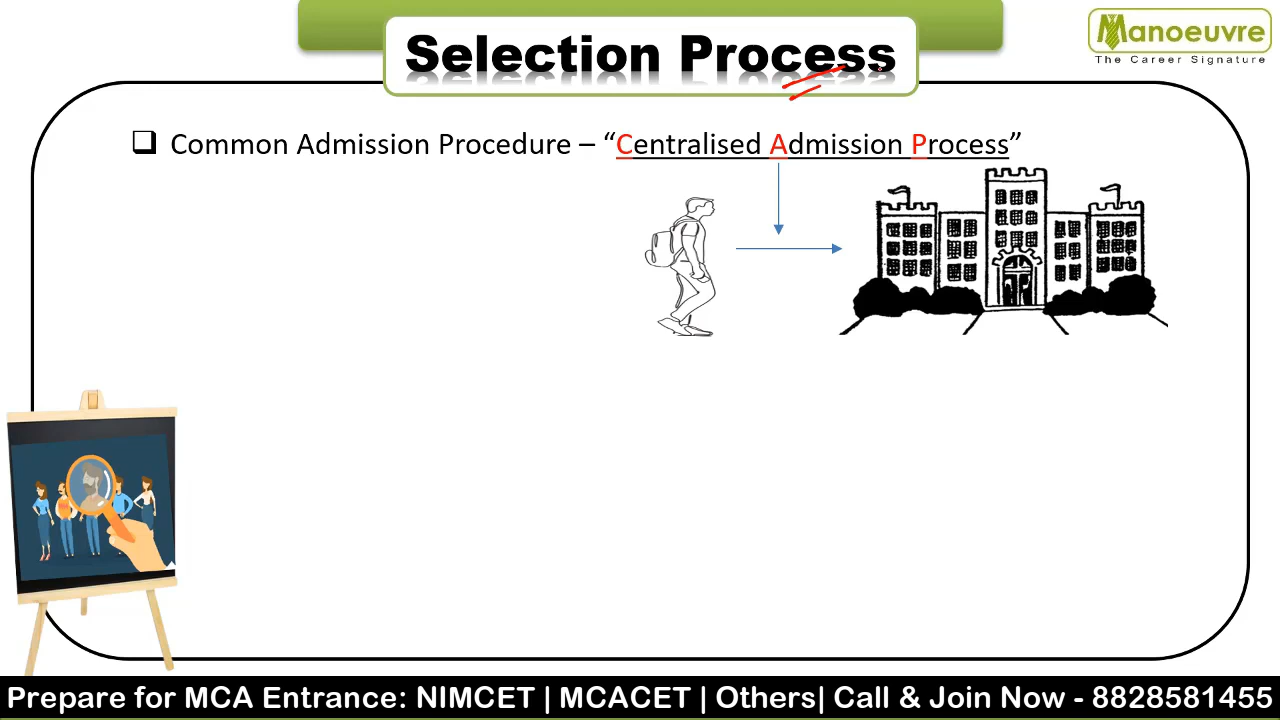 Selection Process
Manoeuvre
The Career Signature
Common Admission Procedure – “Centralised Admission Process”
Prepare for MCA Entrance: NIMCET | MCACET | Others| Call & Join Now - 8828581455